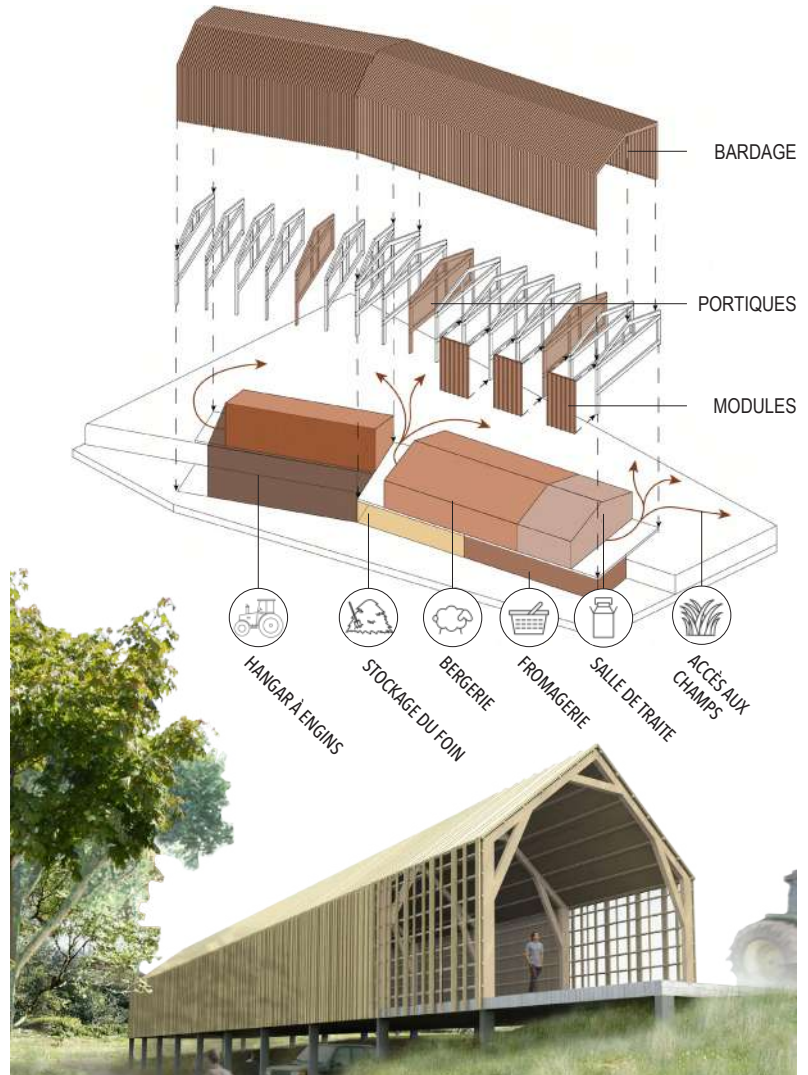 BARDAGE
PORTIQUES
MODULES
HANGAR À ENGINS
STOCKAGE DU FOIN
BERGERIE
FROMAGERIE
SALLE DE TRAITE
ACCÈS AUX
CHAMPS